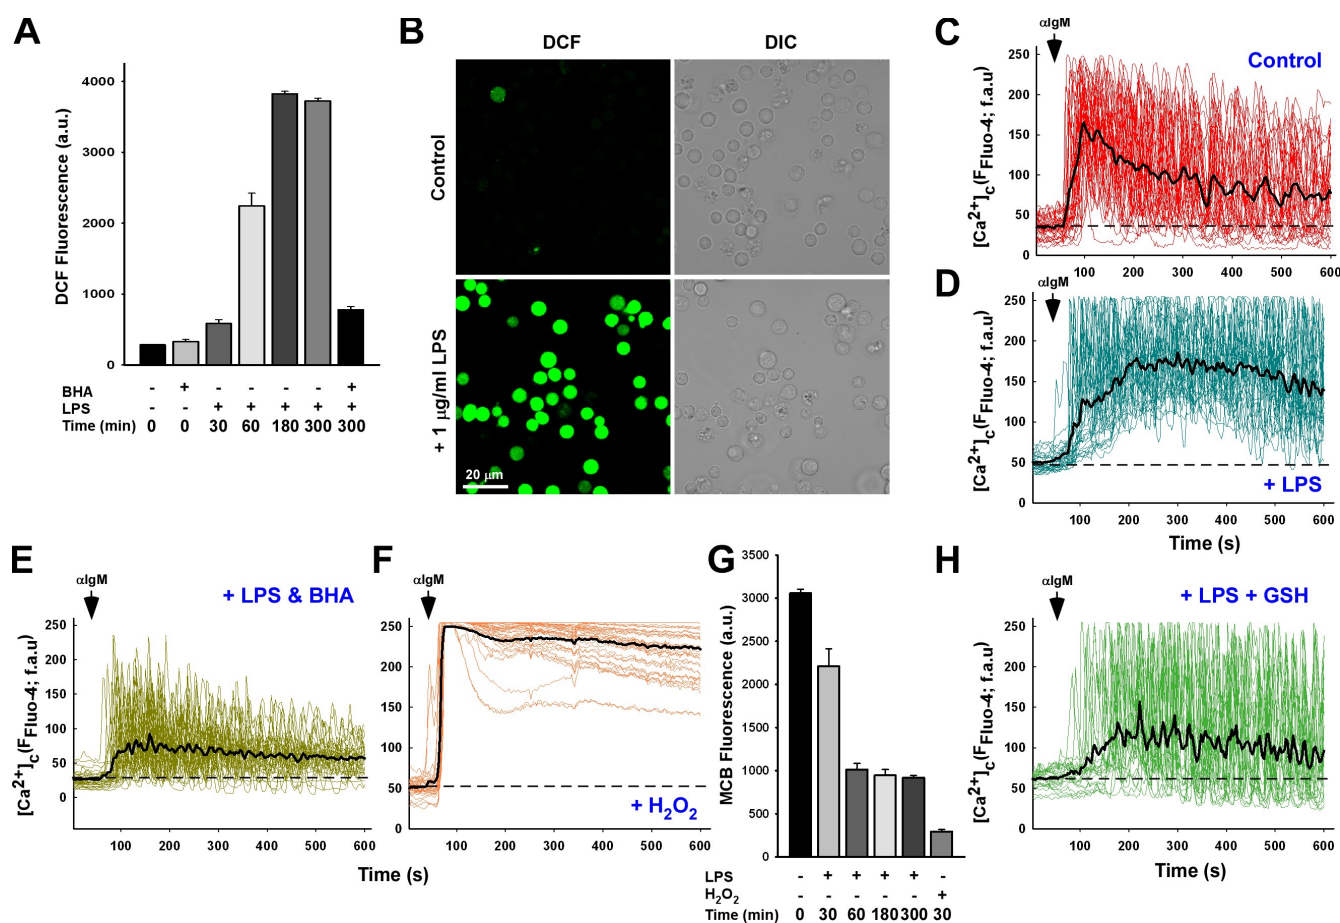 A
DCF Fluorescence (a.u.)
4000
3000
2000
1000
0
BHA - + - - - - +
LPS - - + + + + +
Time (min) 0 0 30 60 180 300 300
B
DCF DIC
Control
+ 1 μg/ml LPS
20 μm
C
αIgM
Control
[Ca2+]C (FFluo-4; f.a.u)
250
200
150
100
50
0
100 200 300 400 500 600
D
αIgM
[Ca2+]C (FFluo-4; f.a.u)
250
200
150
100
50
0
+ LPS
100 200 300 400 500 600
Time (s)
E
αIgM
+ LPS & BHA
[Ca2+]C (FFluo-4; f.a.u)
250
200
150
100
50
0
100 200 300 400 500 600
F
αIgM
250
200
150
100
50
0
+ H2O2
100 200 300 400 500 600
Time (s)
G
MCB Fluorescence (a.u.)
3500
3000
2500
2000
1500
1000
500
0
LPS - + + + + -
H2O2 - - - - - +
Time (min) 0 30 60 180 300 30
H
αIgM
+ LPS + GSH
[Ca2+]C (FFluo-4; f.a.u)
250
200
150
100
50
0
100 200 300 400 500 600
Time (s)